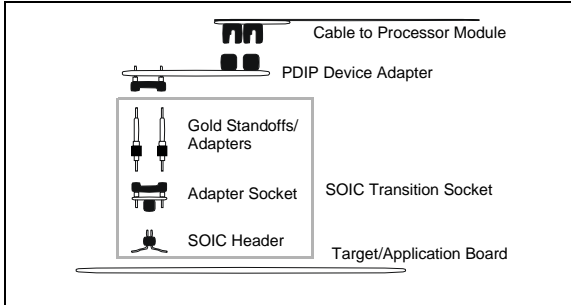 Cable to Processor Module
PDIP Device Adapter
Gold Standoffs/
Adapters
Adapter Socket
SOIC Transition Socket
SOIC Header
Target/Application Board